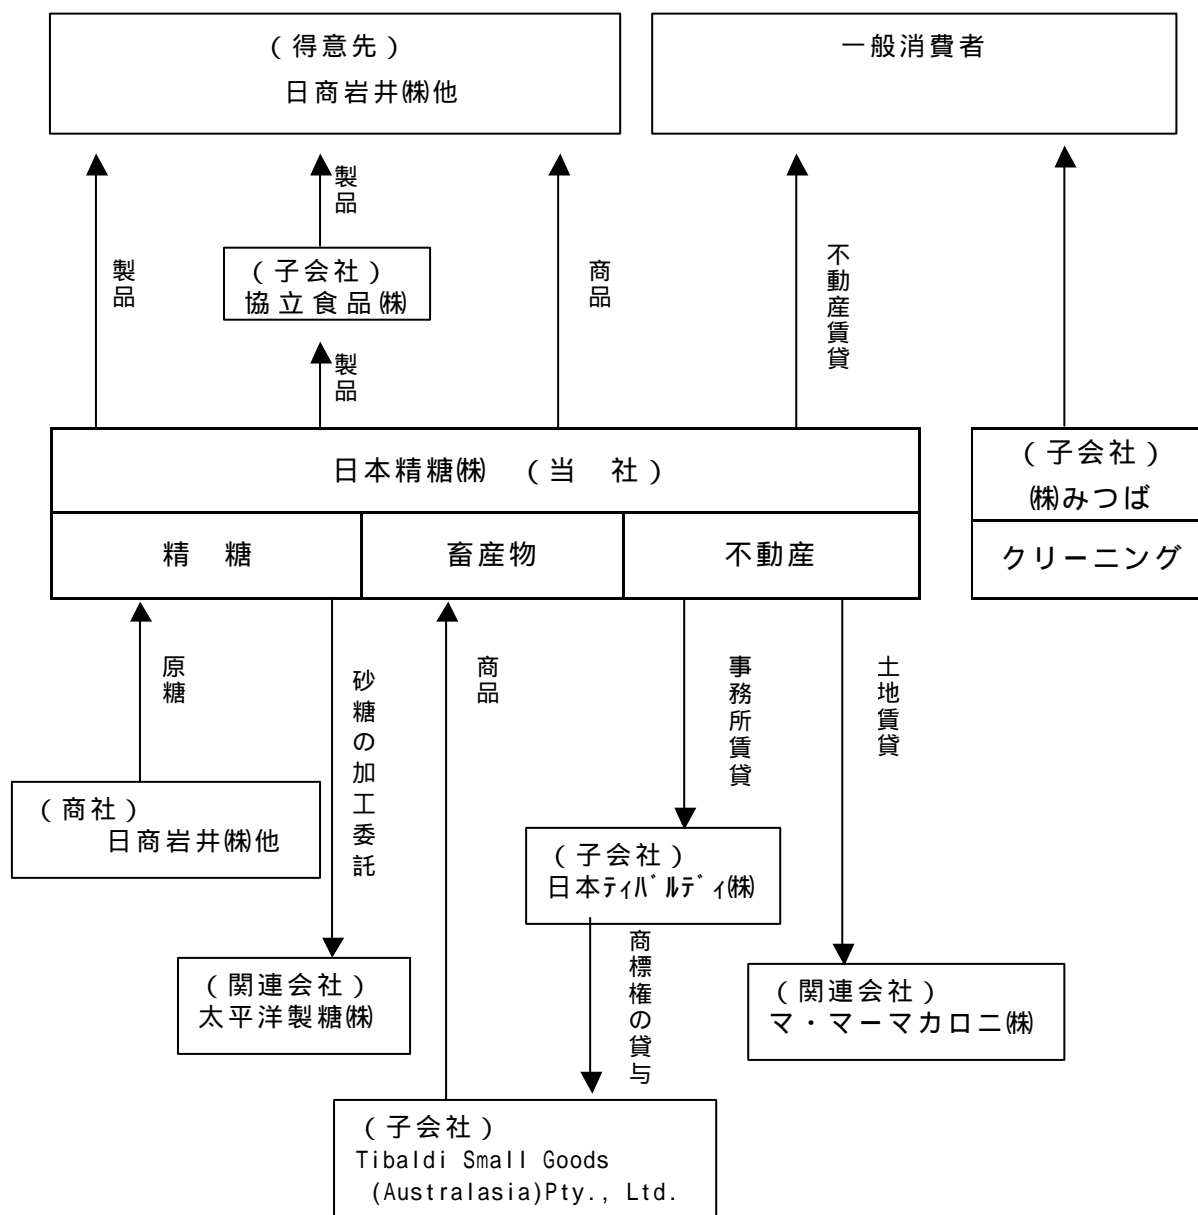 (得意先)
日商岩井㈱他
一般消費者
製品
製品
(子会社)
協立食品㈱
商品
不動産賃貸
製品
日本精糖㈱ (当 社)
(子会社)
㈱みつば
精 糖
畜産物
不動産
クリーニング
原糖
砂糖の加工委託
商品
事務所賃貸
土地賃貸
(商社)
日商岩井㈱他
(子会社)
日本ﾃｨﾊﾞﾙﾃﾞｨ㈱
商標権の貸与
(関連会社)
太平洋製糖㈱
(関連会社)
マ・マーマカロニ㈱
(子会社)
Tibaldi Small Goods
(Australasia)Pty., Ltd.